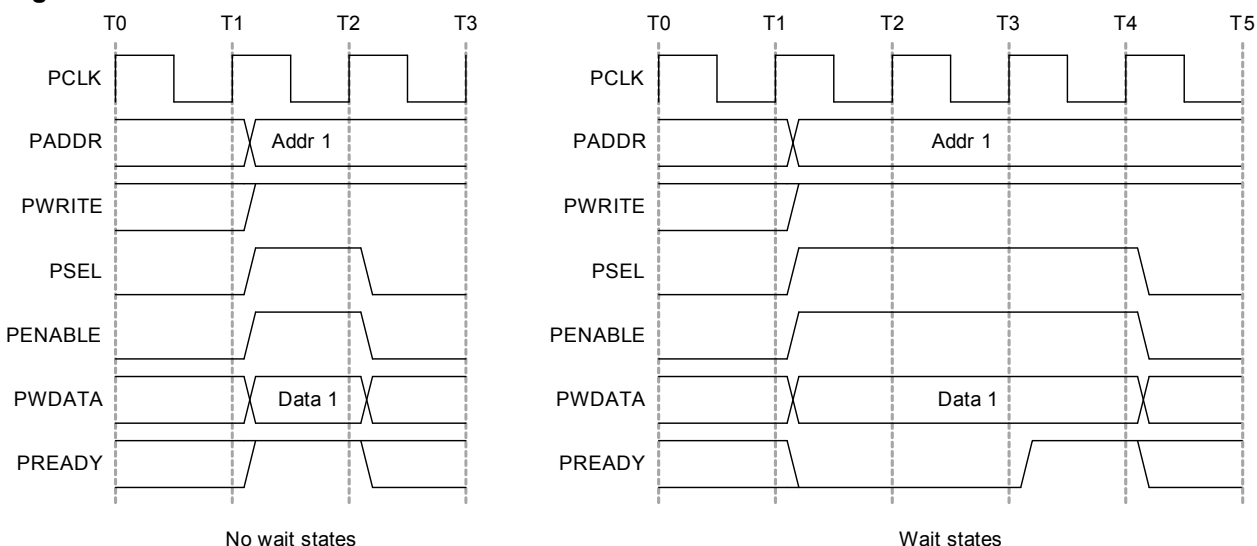 T0 T1 T2 T3
PCLK
PADDR Addr 1
PWRITE
PSEL
PENABLE
PWDATA Data 1
PREADY
No wait states
T0 T1 T2 T3 T4 T5
PCLK
PADDR Addr 1
PWRITE
PSEL
PENABLE
PWDATA Data 1
PREADY
Wait states